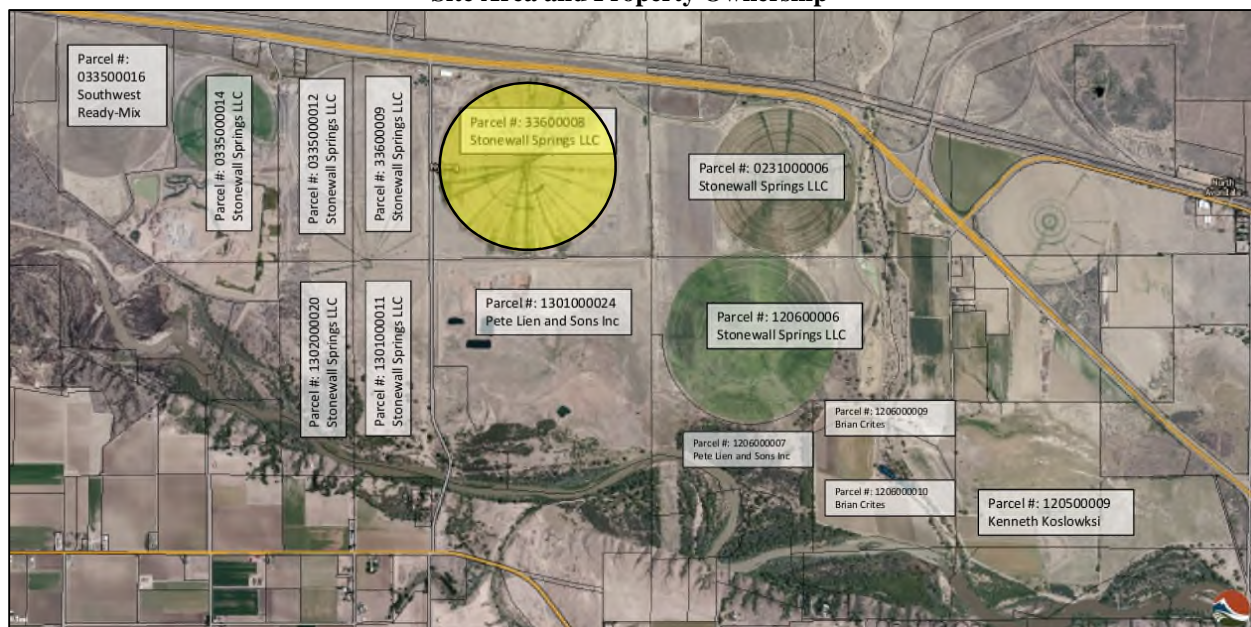 Site Area and Property Ownership
Parcel #:
033500016
Southwest
Ready-Mix
Parcel #: 0335000014
Stonewall Springs LLC
Parcel #: 0335000012
Stonewall Springs LLC
Parcel #: 33600009
Stonewall Springs LLC
Parcel #: 33600008
Stonewall Springs LLC
Parcel #: 0231000006
Stonewall Springs LLC
North
Avondale
Parcel #: 1302000020
Stonewall Springs LLC
Parcel #: 1301000011
Stonewall Springs LLC
Parcel #: 1301000024
Pete Lien and Sons Inc
Parcel #: 120600006
Stonewall Springs LLC
Parcel #: 1206000009
Brian Crites
Parcel #: 1206000007
Pete Lien and Sons Inc
Parcel #: 1206000010
Brian Crites
Parcel #: 120500009
Kenneth Koslowksi